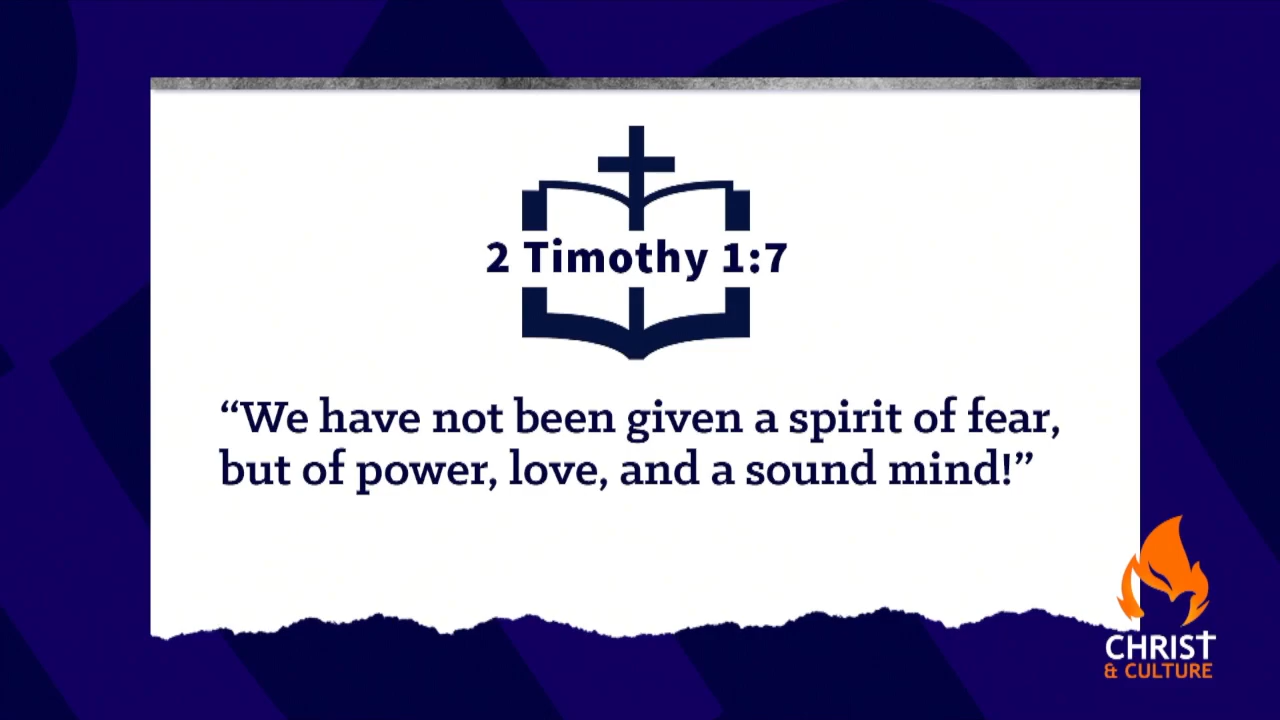 2 Timothy 1:7
“We have not been given a spirit of fear,
but of power, love, and a sound mind!”
CHRIST
& CULTURE